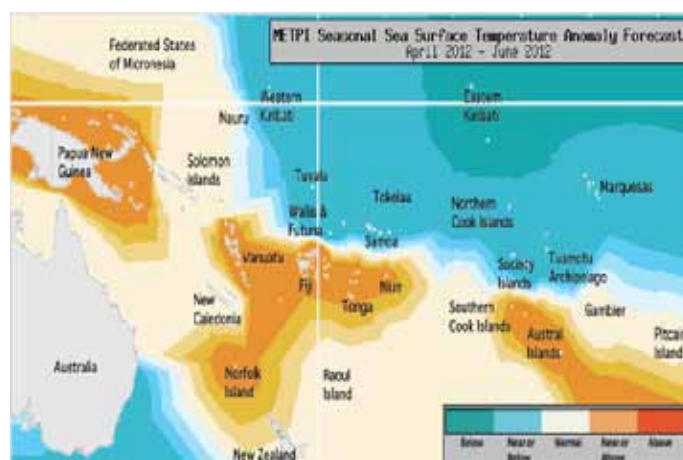 METPI Seasonal Sea Surface Temperature Anomaly Forecast
April 2012 - June 2012
Federated States
of Micronesia
Western
Kiribati
Eastern
Kiribati
Nauru
Papua New
Guinea
Solomon
Islands
Tuvalu
Tokelau
Northern
Cook Islands
Marquesas
Wallis &
Futuna
Samoa
Vanuatu
Fiji
Tonga
Niue
Society
Islands
Tuamotu
Archipelago
New
Caledonia
Southern
Cook Islands
Gambier
Austral
Islands
Pitcairn
Island
Australia
Norfolk
Island
Raoul
Island
New Zealand
Below
Near or
Below
Normal
Near or
Above
Above